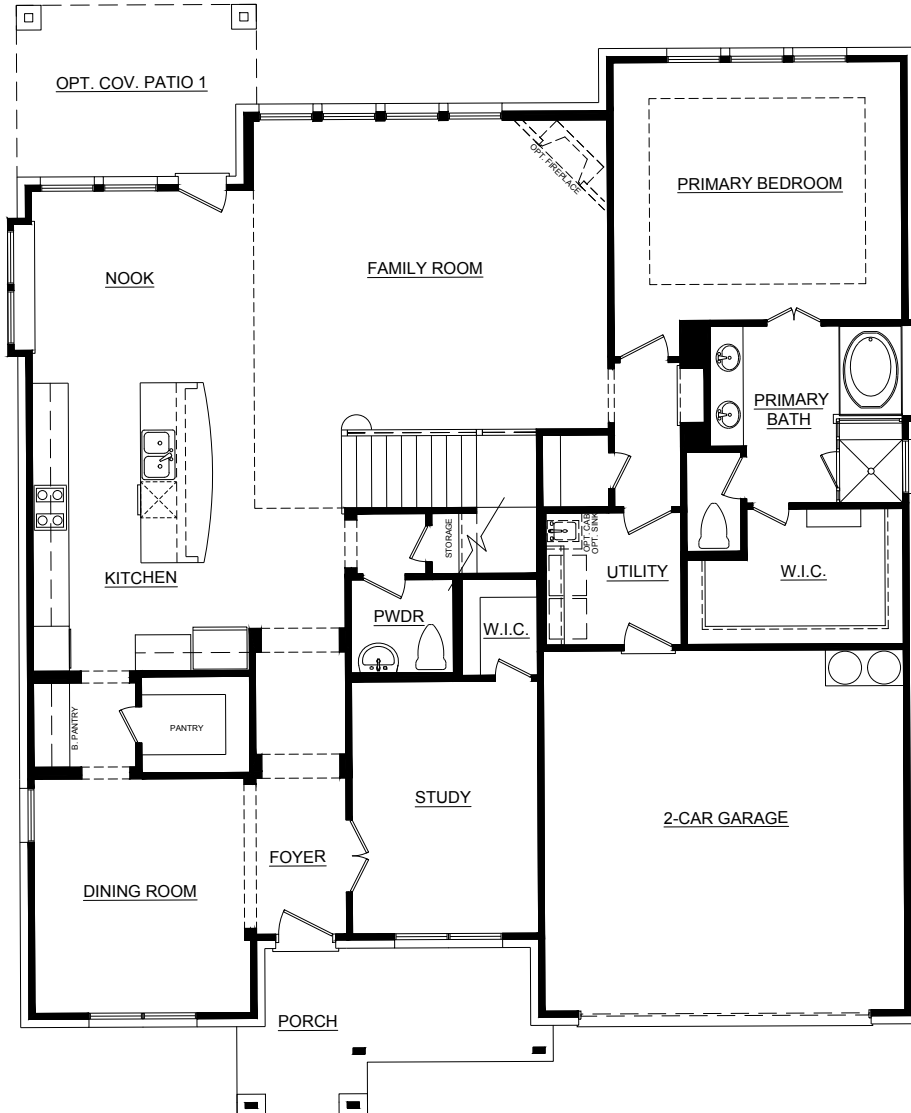 OPT. COV. PATIO 1
OPT. FIREPLACE
PRIMARY BEDROOM
FAMILY ROOM
NOOK
PRIMARY
BATH
STORAGE
OPT. CAB
OPT. SINK
KITCHEN
UTILITY
W.I.C.
PWDR
W.I.C.
B. PANTRY
PANTRY
STUDY
2-CAR GARAGE
FOYER
DINING ROOM
PORCH